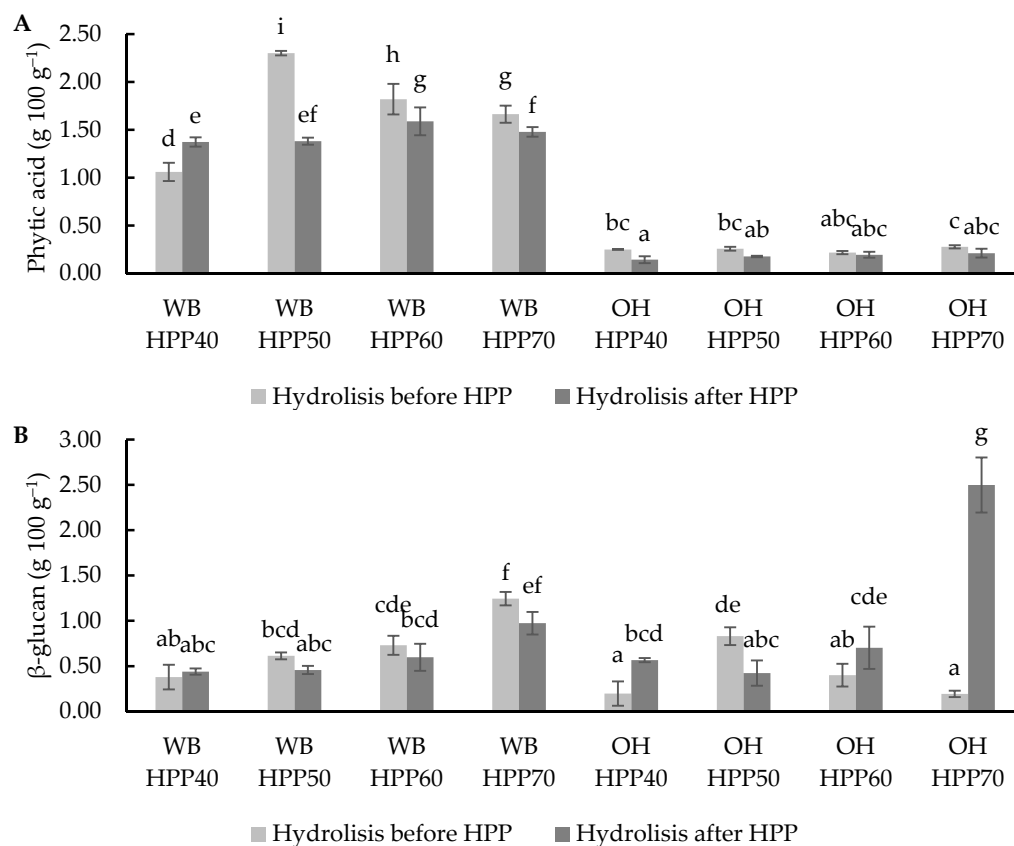 A
Phytic acid (g 100 g⁻¹)
2.50
2.00
1.50
1.00
0.50
0.00
d e i ef h g g f bc a bc ab abc abc c abc
WB WB WB WB OH OH OH OH
HPP40 HPP50 HPP60 HPP70 HPP40 HPP50 HPP60 HPP70
Hydrolisis before HPP Hydrolisis after HPP
B
β-glucan (g 100 g⁻¹)
3.00
2.50
2.00
1.50
1.00
0.50
0.00
ab abc bcd abc cde bcd f ef a bcd de abc ab cde a g
WB WB WB WB OH OH OH OH
HPP40 HPP50 HPP60 HPP70 HPP40 HPP50 HPP60 HPP70
Hydrolisis before HPP Hydrolisis after HPP